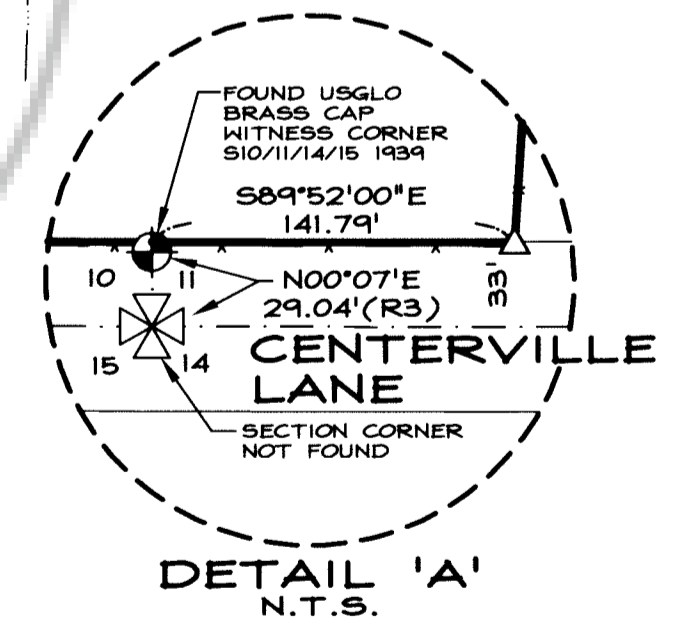 FOUND USGLO
BRASS CAP
WITNESS CORNER
S10/11/14/15 1939
S89°52'00"E
141.79'
10
11
N00°07'E
29.04'(R3)
33'
15
14
CENTERVILLE
LANE
SECTION CORNER
NOT FOUND
DETAIL 'A'
N.T.S.